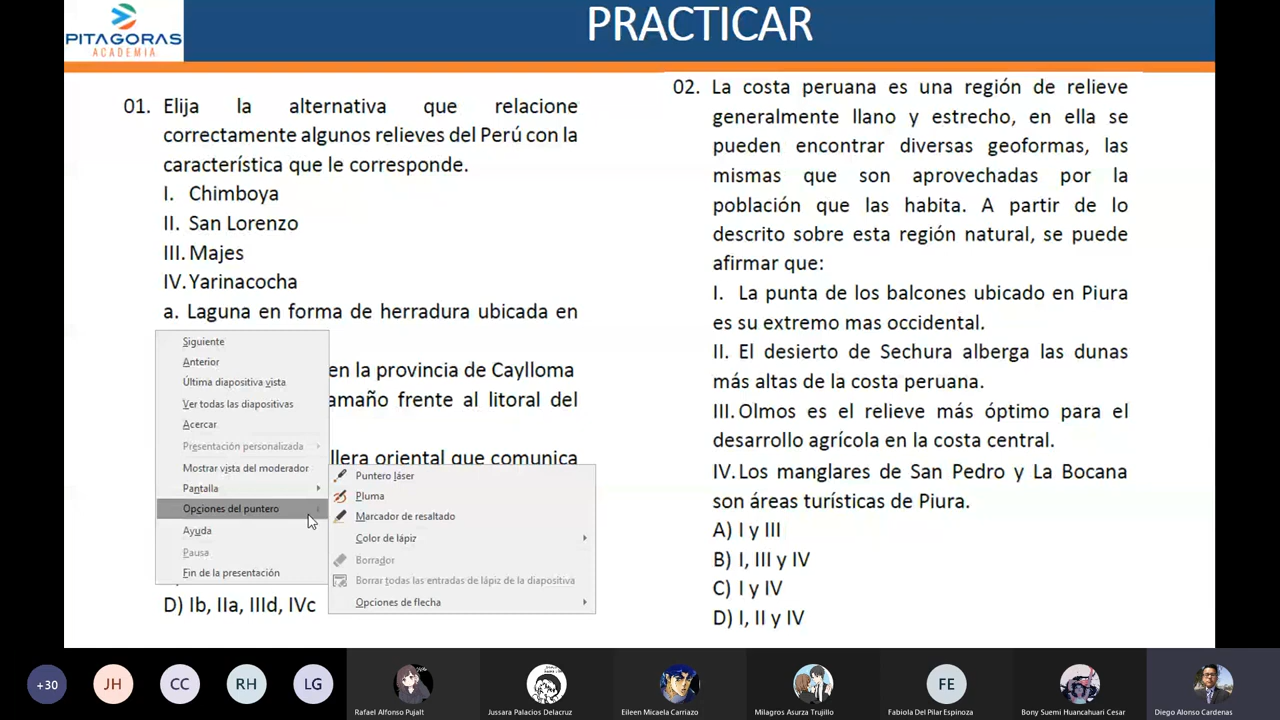 PITAGORAS
ACADEMIA
PRACTICAR
01. Elija la alternativa que relacione
correctamente algunos relieves del Perú con la
característica que le corresponde.
I. Chimboya
II. San Lorenzo
III. Majes
IV. Yarinacocha
a. Laguna en forma de herradura ubicada en
en la provincia de Caylloma
amaño frente al litoral del
llera oriental que comunica
D) Ib, IIa, IIId, IVc
Siguiente
Anterior
Última diapositiva vista
Ver todas las diapositivas
Acercar
Presentación personalizada
Mostrar vista del moderador
Pantalla
Opciones del puntero
Ayuda
Pausa
Fin de la presentación
Puntero láser
Pluma
Marcador de resaltado
Color de lápiz
Borrador
Borrar todas las entradas de lápiz de la diapositiva
Opciones de flecha
02. La costa peruana es una región de relieve
generalmente llano y estrecho, en ella se
pueden encontrar diversas geoformas, las
mismas que son aprovechadas por la
población que las habita. A partir de lo
descrito sobre esta región natural, se puede
afirmar que:
I. La punta de los balcones ubicado en Piura
es su extremo mas occidental.
II. El desierto de Sechura alberga las dunas
más altas de la costa peruana.
III. Olmos es el relieve más óptimo para el
desarrollo agrícola en la costa central.
IV. Los manglares de San Pedro y La Bocana
son áreas turísticas de Piura.
A) I y III
B) I, III y IV
C) I y IV
D) I, II y IV
+30
JH
CC
RH
LG
FE
Rafael Alfonso Pujalt
Jussara Palacios Delacruz
Eileen Micaela Carriazo
Milagros Asurza Trujillo
Fabiola Del Pilar Espinoza
Bony Suemi Huancahuari Cesar
Diego Alonso Cardenas